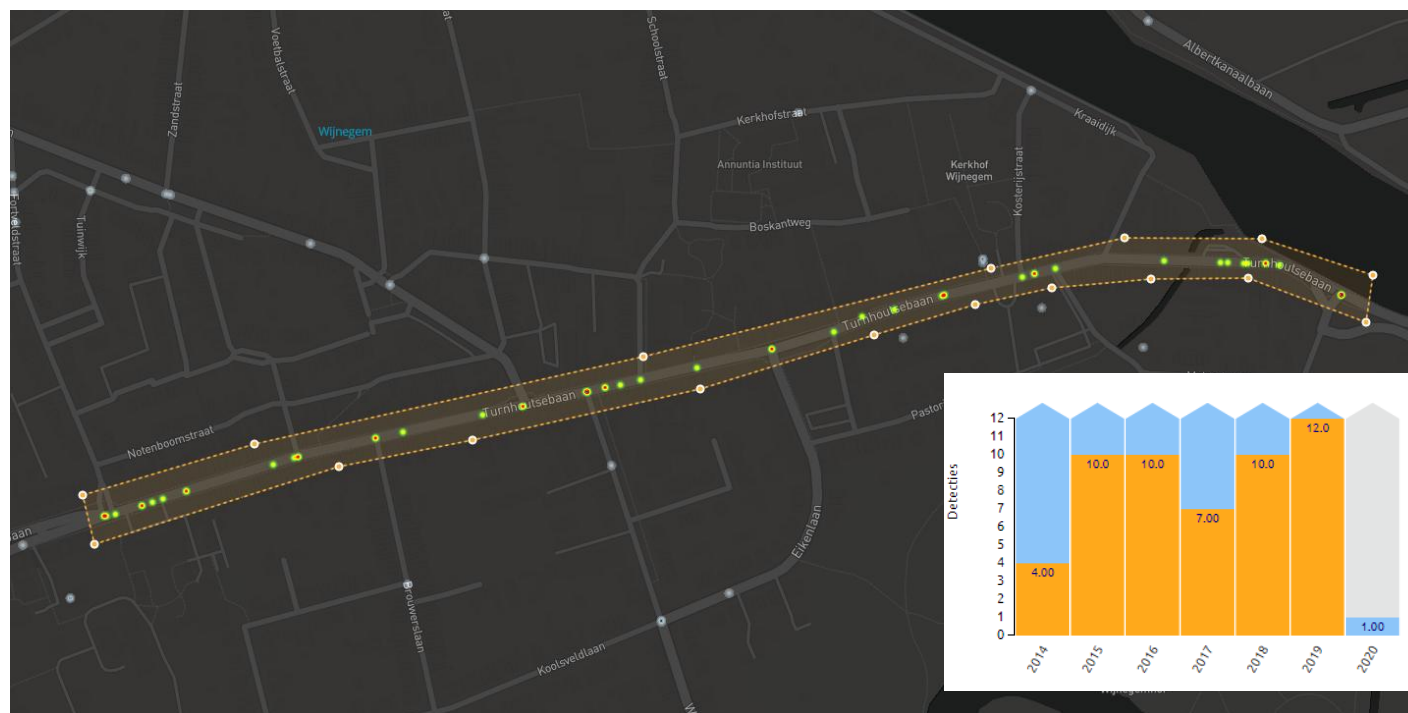 Albertkanaalbaan
Voetbalstraat
Schoolstraat
Zandstraat
Kerkhofstraat
Kraaidijk
Wijnegem
Annuntia Instituut
Kerkhof
Wijnegem
Kosterijstraat
Fortveldstraat
Tuinwijk
Boskantweg
Turnhoutsebaan
Turnhoutsebaan
Turnhoutsebaan
Notenboomstraat
Pastor
baan
Eikenlaan
Brouwerslaan
Koolsveldlaan
W
Detecties
12
11
10
9
8
7
6
5
4
3
2
1
0
4.00
10.0
10.0
7.00
10.0
12.0
1.00
2014
2015
2016
2017
2018
2019
2020